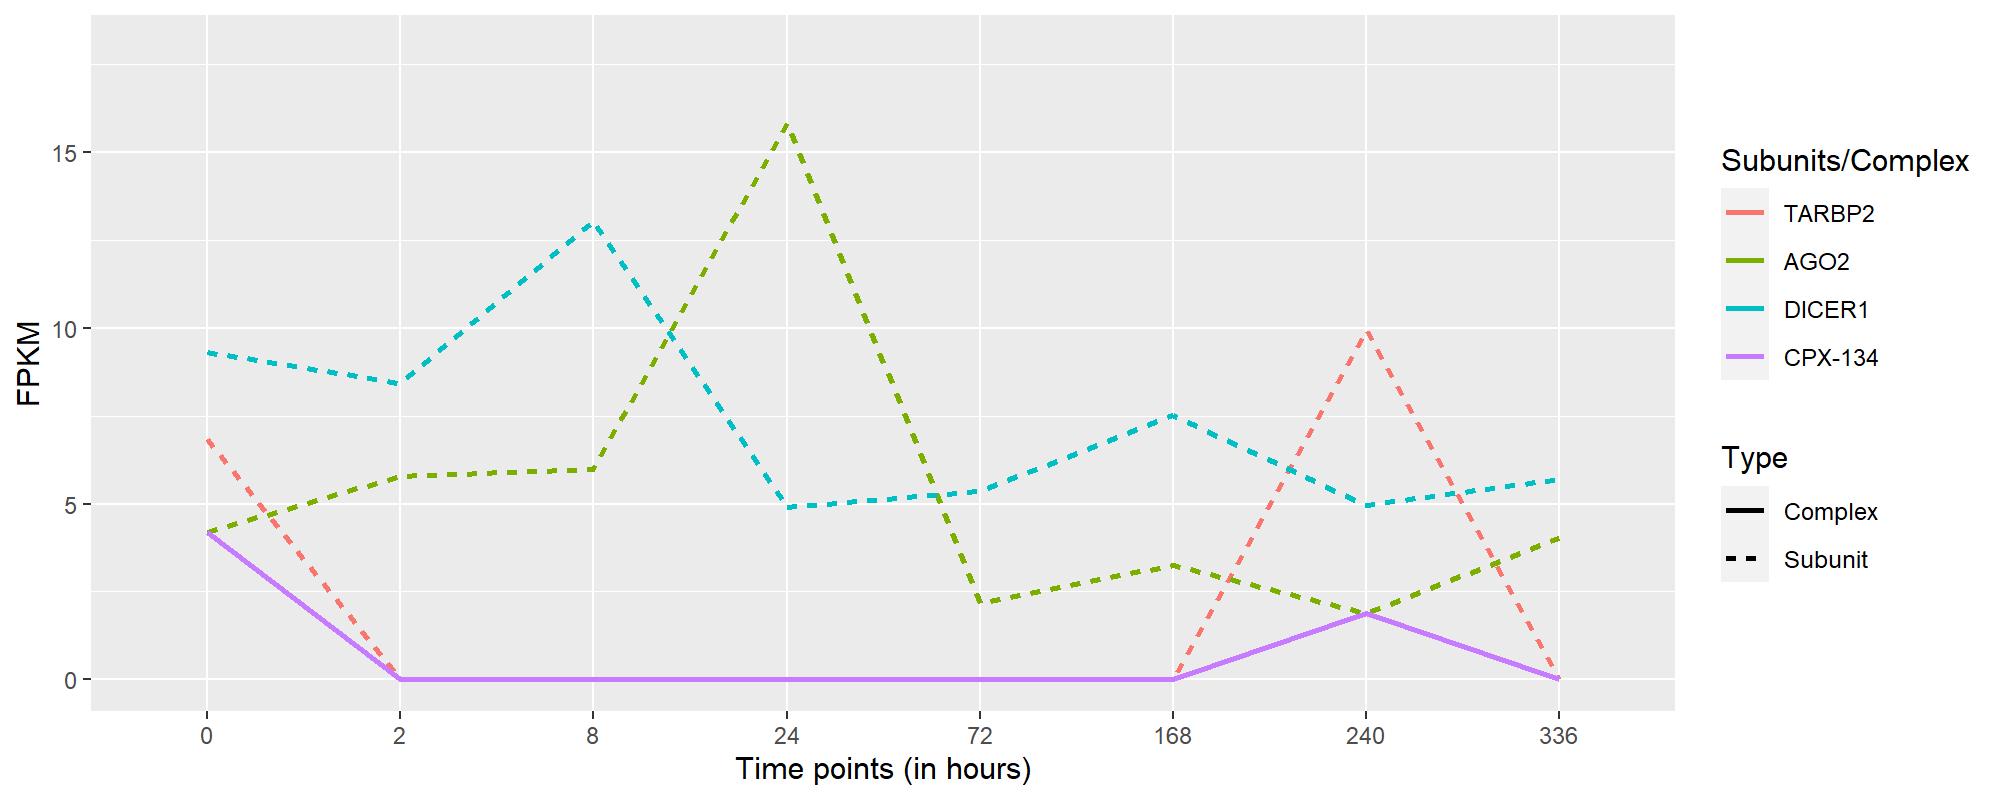 FPKM
15
10
5
0
0 2 8 24 72 168 240 336
Time points (in hours)
Subunits/Complex
TARBP2
AGO2
DICER1
CPX-134
Type
Complex
Subunit